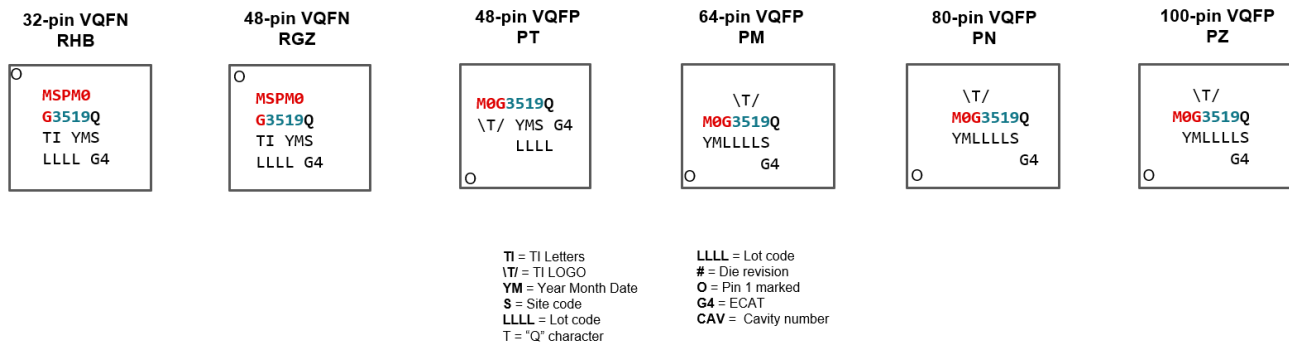 32-pin VQFN
RHB
O
MSPM0
G3519Q
TI YMS
LLLL G4
48-pin VQFN
RGZ
O
MSPM0
G3519Q
TI YMS
LLLL G4
48-pin VQFP
PT
M0G3519Q
\T/ YMS G4
LLLL
O
64-pin VQFP
PM
\T/
M0G3519Q
YMLLLLS
G4
O
80-pin VQFP
PN
\T/
M0G3519Q
YMLLLLS
G4
O
100-pin VQFP
PZ
\T/
M0G3519Q
YMLLLLS
G4
O
TI = TI Letters
\T/ = TI LOGO
YM = Year Month Date
S = Site code
LLLL = Lot code
T = “Q” character
LLLL = Lot code
# = Die revision
O = Pin 1 marked
G4 = ECAT
CAV = Cavity number